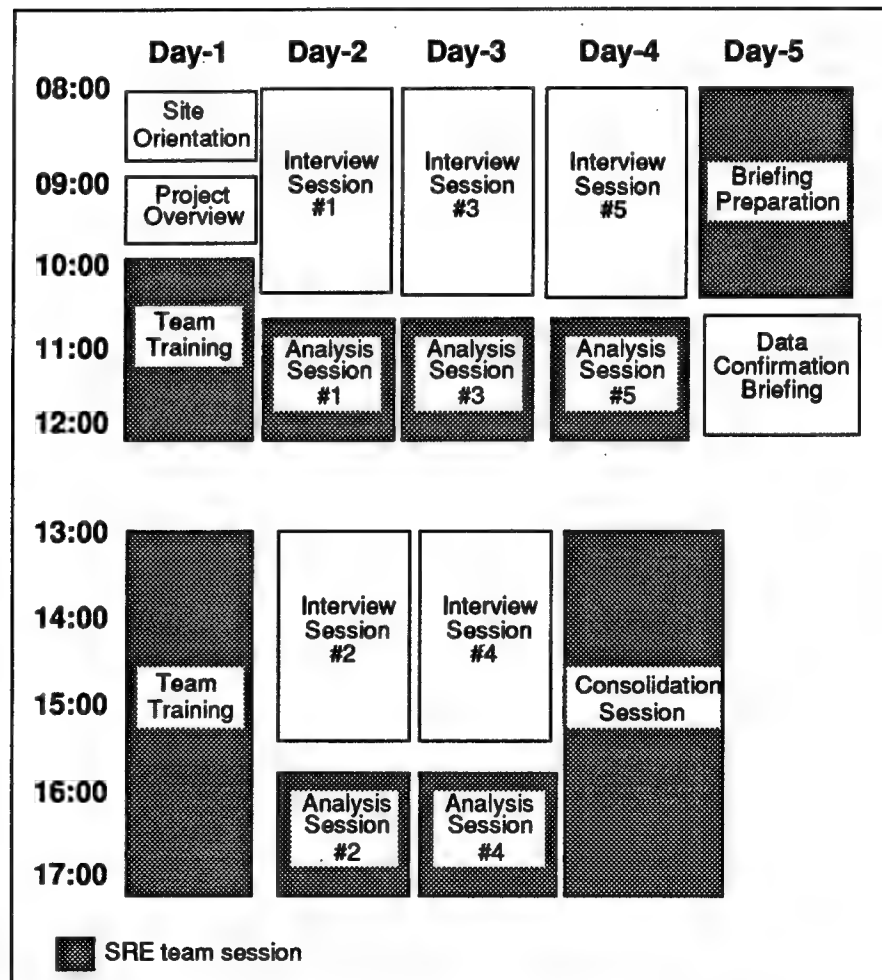 Day-1 Day-2 Day-3 Day-4 Day-5
08:00
Site
Orientation
Interview
Session
#1
Interview
Session
#3
Interview
Session
#5
Briefing
Preparation
09:00
Project
Overview
10:00
Team
Training
11:00
Analysis
Session
#1
Analysis
Session
#3
Analysis
Session
#5
Data
Confirmation
Briefing
12:00
13:00
14:00
Interview
Session
#2
Interview
Session
#4
Team
Training
Consolidation
Session
15:00
16:00
Analysis
Session
#2
Analysis
Session
#4
17:00
SRE team session